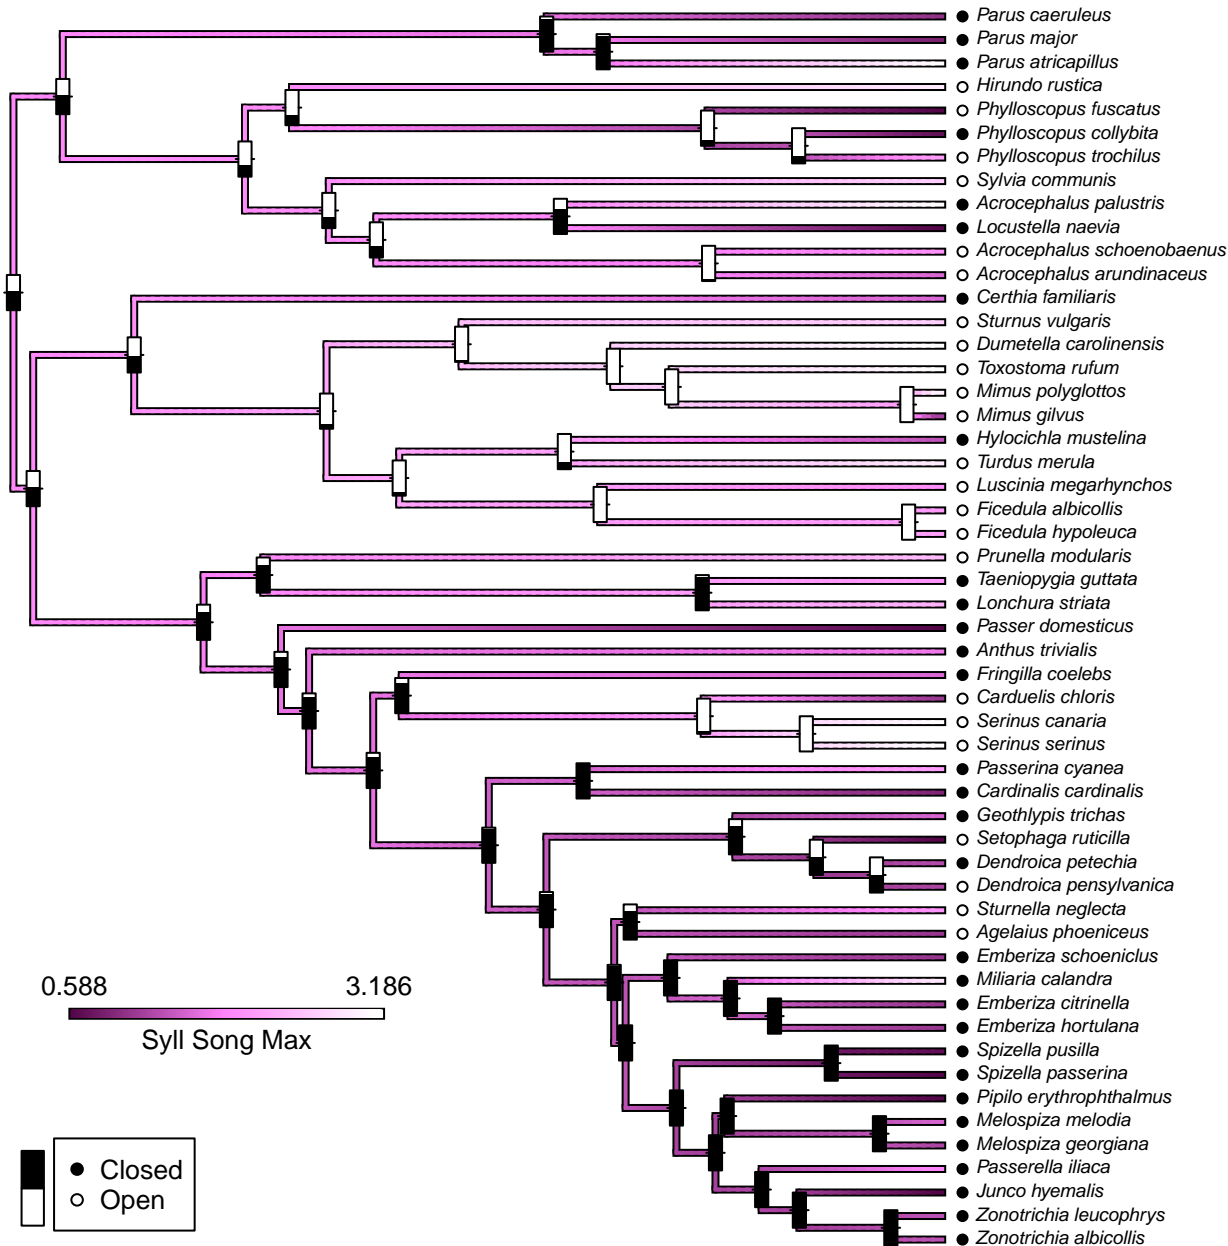 Parus caeruleus
Parus major
Parus atricapillus
Hirundo rustica
Phylloscopus fuscatus
Phylloscopus collybita
Phylloscopus trochilus
Sylvia communis
Acrocephalus palustris
Locustella naevia
Acrocephalus schoenobaenus
Acrocephalus arundinaceus
Certhia familiaris
Sturnus vulgaris
Dumetella carolinensis
Toxostoma rufum
Mimus polyglottos
Mimus gilvus
Hylocichla mustelina
Turdus merula
Luscinia megarhynchos
Ficedula albicollis
Ficedula hypoleuca
Prunella modularis
Taeniopygia guttata
Lonchura striata
Passer domesticus
Anthus trivialis
Fringilla coelebs
Carduelis chloris
Serinus canaria
Serinus serinus
Passerina cyanea
Cardinalis cardinalis
Geothlypis trichas
Setophaga ruticilla
Dendroica petechia
Dendroica pensylvanica
Sturnella neglecta
Agelaius phoeniceus
Emberiza schoeniclus
Miliaria calandra
Emberiza citrinella
Emberiza hortulana
Spizella pusilla
Spizella passerina
Pipilo erythrophthalmus
Melospiza melodia
Melospiza georgiana
Passerella iliaca
Junco hyemalis
Zonotrichia leucophrys
Zonotrichia albicollis
0.588 3.186
Syll Song Max
Closed
Open